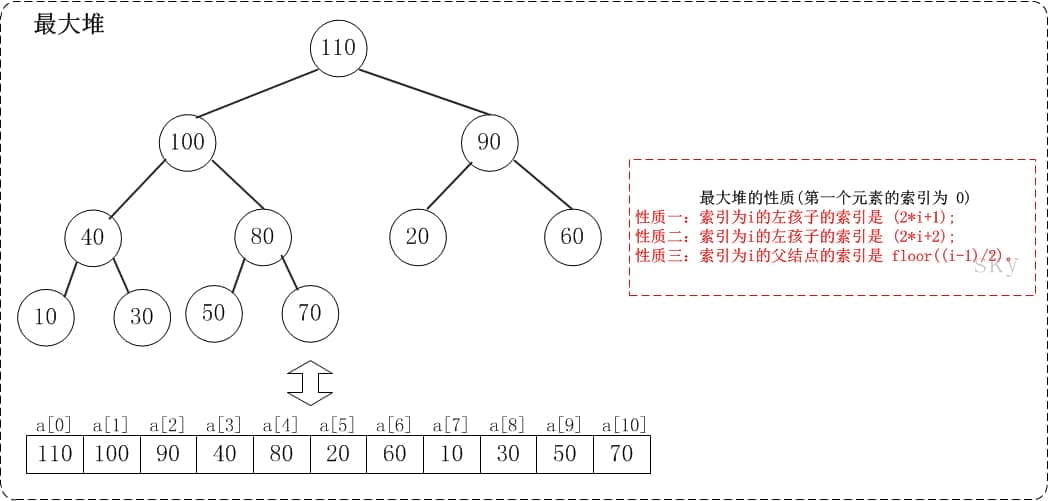 最大堆
110
100
90
40
80
20
60
10
30
50
70
最大堆的性质(第一个元素的索引为 0)
性质一：索引为i的左孩子的索引是 (2*i+1);
性质二：索引为i的左孩子的索引是 (2*i+2);
性质三：索引为i的父结点的索引是 floor((i-1)/2)。
sky
a[0] a[1] a[2] a[3] a[4] a[5] a[6] a[7] a[8] a[9] a[10]
110 100 90 40 80 20 60 10 30 50 70